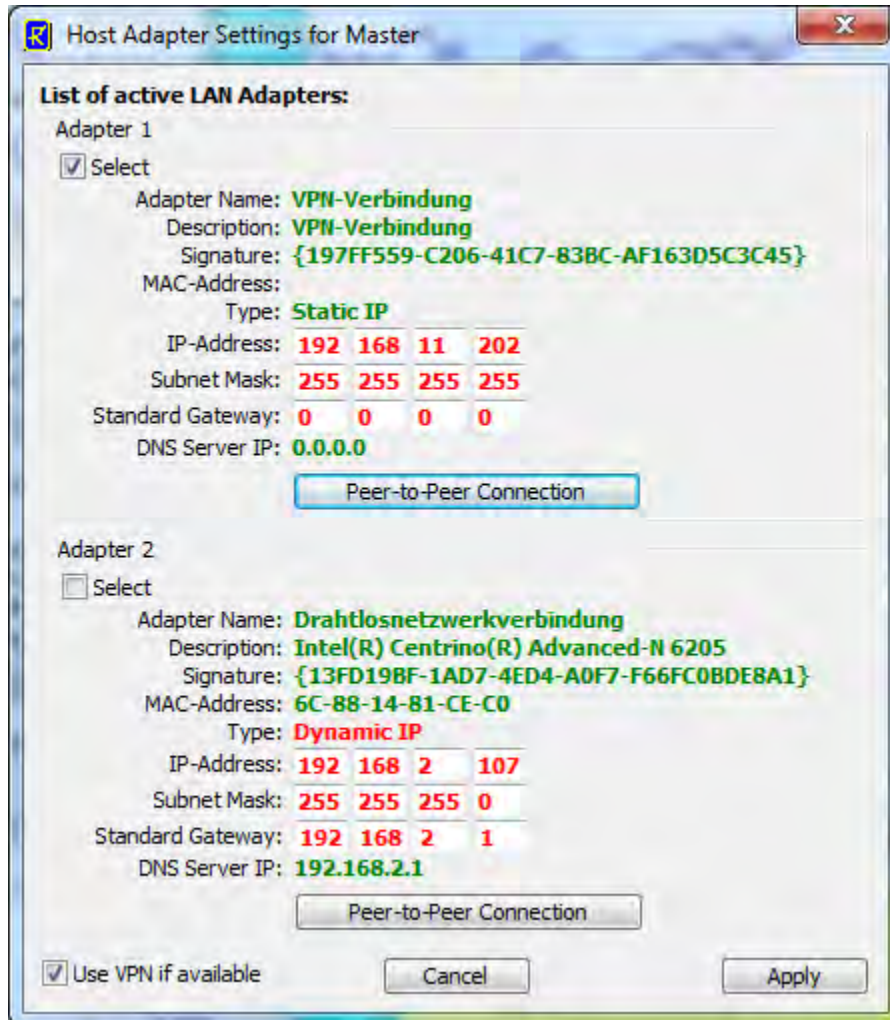 Host Adapter Settings for Master
List of active LAN Adapters:
Adapter 1
Select
Adapter Name: VPN-Verbindung
Description: VPN-Verbindung
Signature: {197FF559-C206-41C7-83BC-AF163D5C3C45}
MAC-Address:
Type: Static IP
IP-Address: 192 168 11 202
Subnet Mask: 255 255 255 255
Standard Gateway: 0 0 0 0
DNS Server IP: 0.0.0.0
Peer-to-Peer Connection
Adapter 2
Select
Adapter Name: Drahtlosnetzwerkverbindung
Description: Intel(R) Centrino(R) Advanced-N 6205
Signature: {13FD19BF-1AD7-4ED4-A0F7-F66FC0BDE8A1}
MAC-Address: 6C-88-14-81-CE-C0
Type: Dynamic IP
IP-Address: 192 168 2 107
Subnet Mask: 255 255 255 0
Standard Gateway: 192 168 2 1
DNS Server IP: 192.168.2.1
Peer-to-Peer Connection
Use VPN if available Cancel Apply